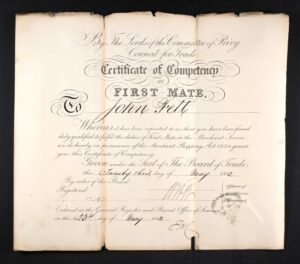 By The Lords of the Committee of Privy
Council for Trade.
Certificate of Competency
as
FIRST MATE.
To John Felt
Whereas it has been reported to us that you have been found
duly qualified to fulfil the duties of First Mate in the Merchant Service
we do hereby in pursuance of the Merchant Shipping Act 1854 grant
you this Certificate of Competency.
Given under the Seal of The Board of Trade
this Twenty third day of May
By order of the Board
Registered
Entered at the General Register and Record Office of Seamen
on the day of May